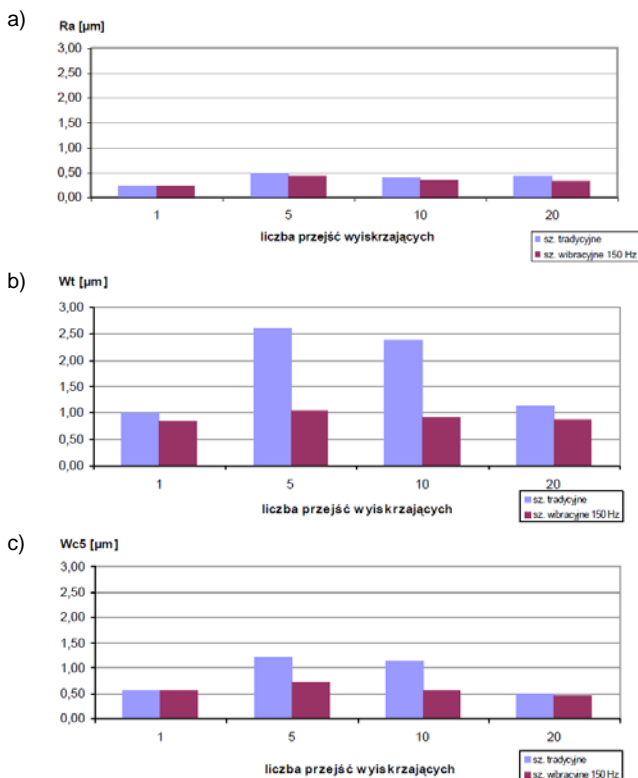 a)
Ra [µm]
3,00
2,50
2,00
1,50
1,00
0,50
0,00
1 5 10 20
liczba przejść wyiskrzających
sz. tradycyjne
sz. wibracyjne 150 Hz
b)
Wt [µm]
3,00
2,50
2,00
1,50
1,00
0,50
0,00
1 5 10 20
liczba przejść wyiskrzających
sz. tradycyjne
sz. wibracyjne 150 Hz
c)
Wc5 [µm]
3,00
2,50
2,00
1,50
1,00
0,50
0,00
1 5 10 20
liczba przejść wyiskrzających
sz. tradycyjne
sz. wibracyjne 150 Hz